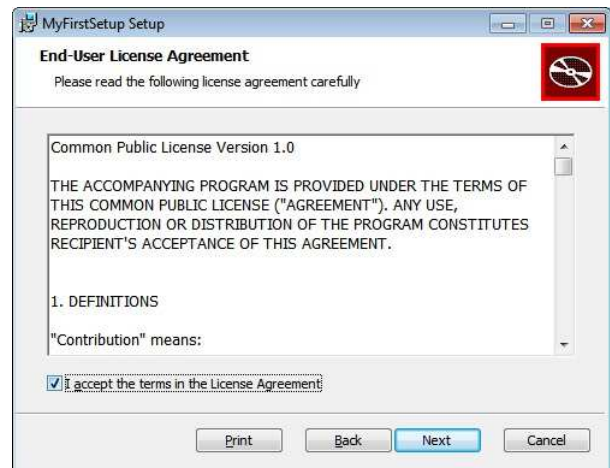 MyFirstSetup Setup
End-User License Agreement
Please read the following license agreement carefully
Common Public License Version 1.0
THE ACCOMPANYING PROGRAM IS PROVIDED UNDER THE TERMS OF
THIS COMMON PUBLIC LICENSE ("AGREEMENT"). ANY USE,
REPRODUCTION OR DISTRIBUTION OF THE PROGRAM CONSTITUTES
RECIPIENT'S ACCEPTANCE OF THIS AGREEMENT.
1. DEFINITIONS
"Contribution" means:
I accept the terms in the License Agreement
Print Back Next Cancel